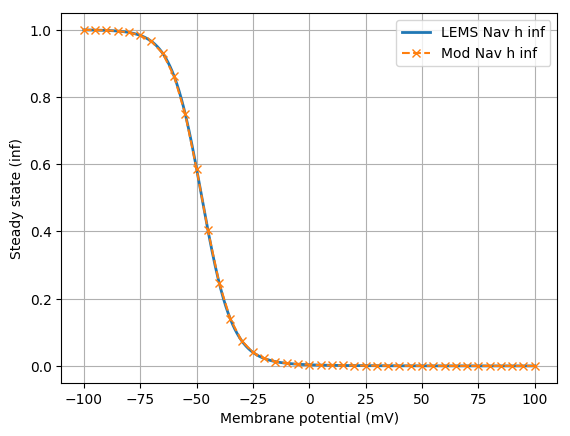 LEMS Nav h inf
Mod Nav h inf
1.0
0.8
0.6
0.4
0.2
0.0
Steady state (inf)
−100 −75 −50 −25 0 25 50 75 100
Membrane potential (mV)